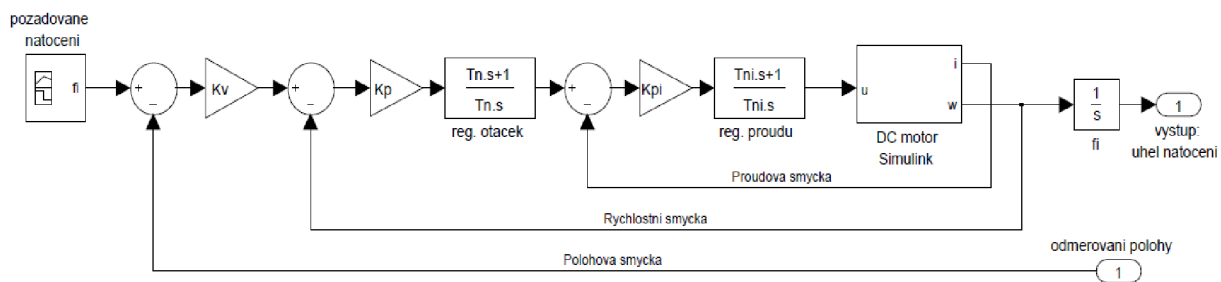 pozadovane
natoceni
fi
+
−
Kv
+
−
Kp
Tn.s+1
Tn.s
reg. otacek
+
−
Kpi
Tni.s+1
Tni.s
reg. proudu
u
i
w
DC motor
Simulink
1
s
fi
1
vystup:
uhel natoceni
Proudova smycka
Rychlostni smycka
Polohova smycka
odmerovani polohy
1